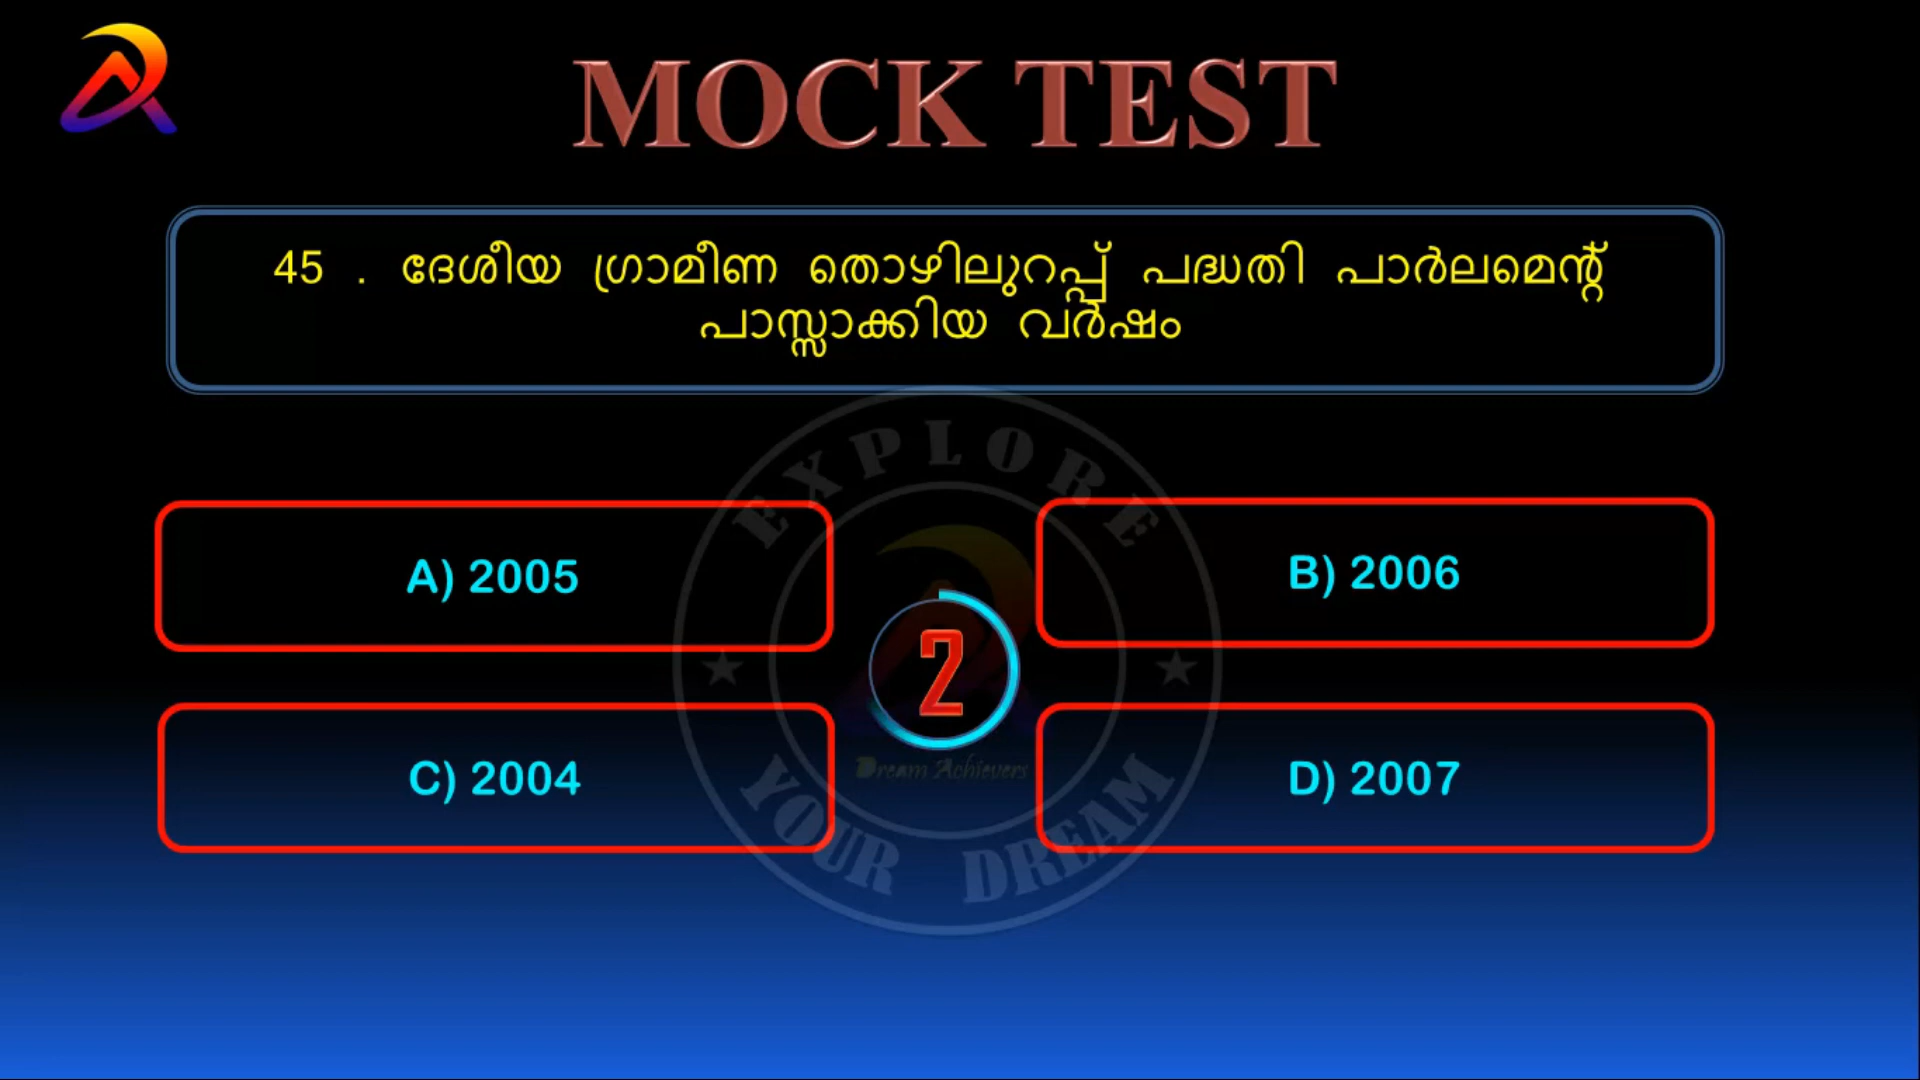 MOCK TEST
45 . ദേശീയ ഗ്രാമീണ തൊഴിലുറപ്പ് പദ്ധതി പാർലമെന്റ്
പാസ്സാക്കിയ വർഷം
EXPLORE
A) 2005
B) 2006
2
C) 2004
D) 2007
Dream Achievers
YOUR DREAM